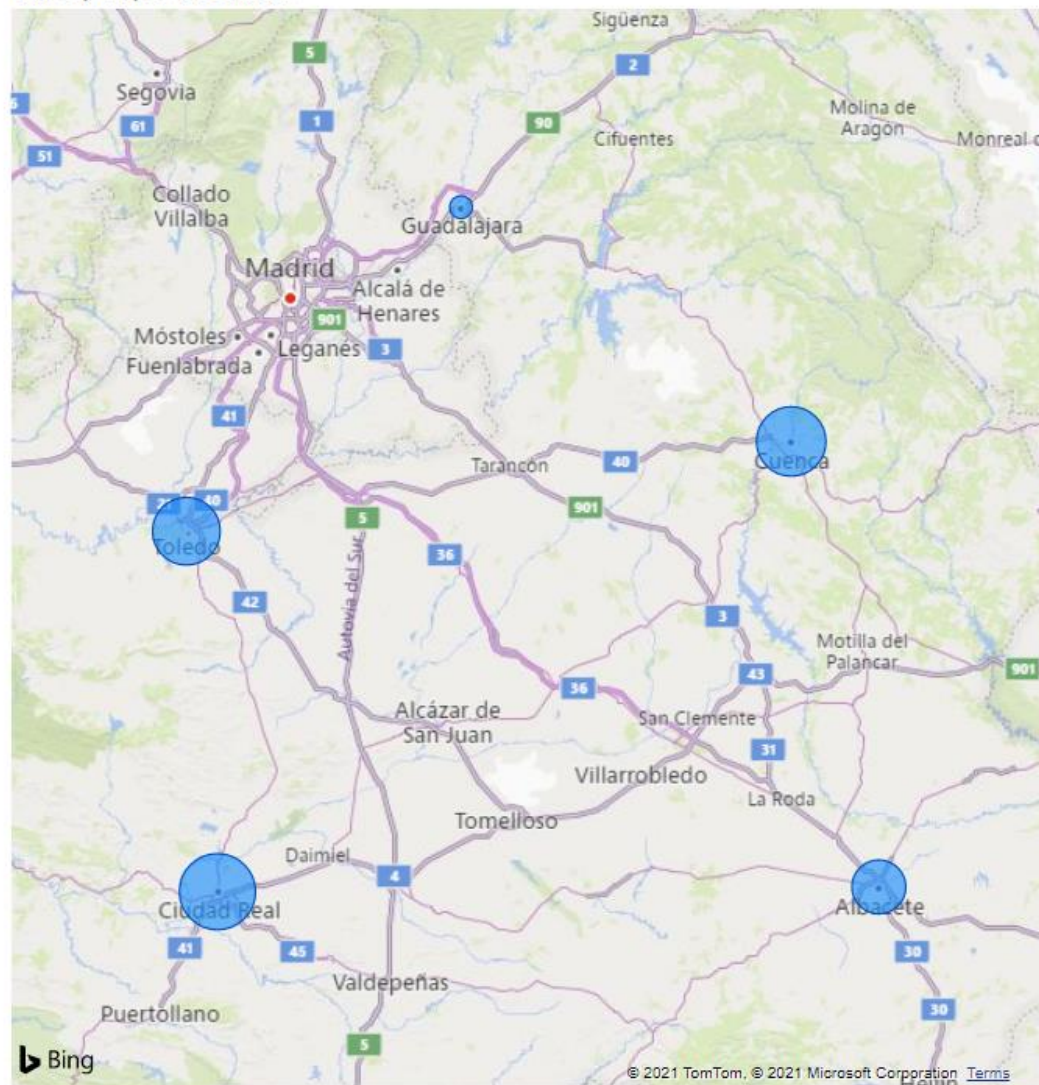 Sigüenza
5
2
Segovia
6
61
1
90
Molina de
Aragón
51
Cifuentes
Monreal
Collado
Villalba
Guadalajara
Madrid
Alcalá de
Henares
901
Móstoles
Leganés
3
Fuenlabrada
41
Cuenca
Tarancón
40
40
901
5
Toledo
36
42
Autovía del Sur
3
Motilla del
Palancar
43
901
36
Alcázar de
San Juan
San Clemente
31
Villarrobledo
La Roda
Tomelloso
Daimiel
4
Ciudad Real
Albacete
41
45
30
Valdepeñas
Puertollano
30
5
Bing
© 2021 TomTom, © 2021 Microsoft Corporation Terms